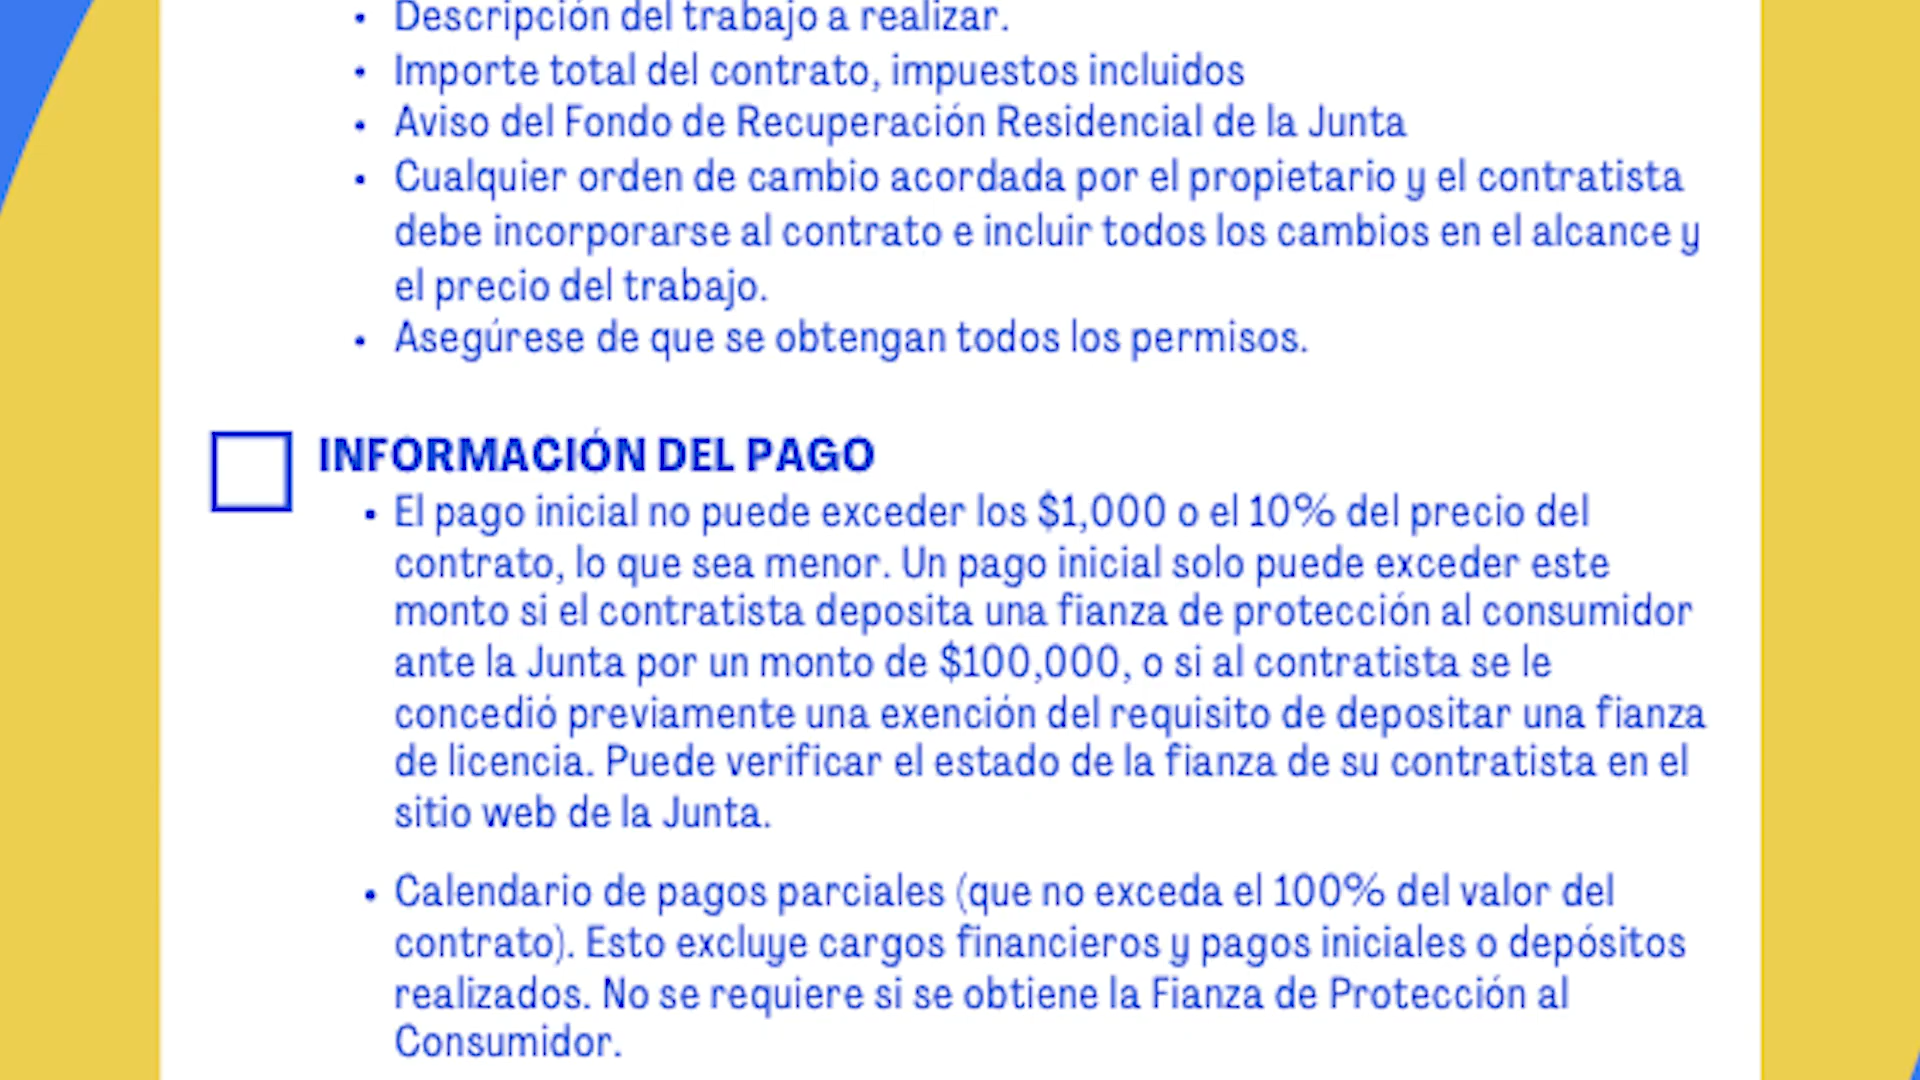 • Descripción del trabajo a realizar.
• Importe total del contrato, impuestos incluidos
• Aviso del Fondo de Recuperación Residencial de la Junta
• Cualquier orden de cambio acordada por el propietario y el contratista
debe incorporarse al contrato e incluir todos los cambios en el alcance y
el precio del trabajo.
• Asegúrese de que se obtengan todos los permisos.
INFORMACIÓN DEL PAGO
• El pago inicial no puede exceder los $1,000 o el 10% del precio del
contrato, lo que sea menor. Un pago inicial solo puede exceder este
monto si el contratista deposita una fianza de protección al consumidor
ante la Junta por un monto de $100,000, o si al contratista se le
concedió previamente una exención del requisito de depositar una fianza
de licencia. Puede verificar el estado de la fianza de su contratista en el
sitio web de la Junta.
• Calendario de pagos parciales (que no exceda el 100% del valor del
contrato). Esto excluye cargos financieros y pagos iniciales o depósitos
realizados. No se requiere si se obtiene la Fianza de Protección al
Consumidor.